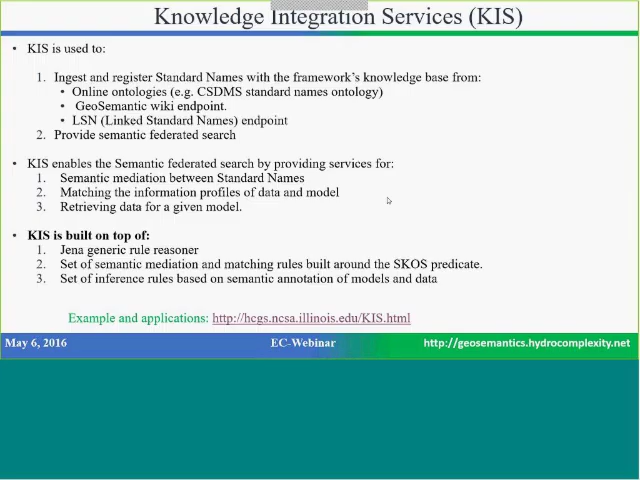 Knowledge Integration Services (KIS)
• KIS is used to:
1. Ingest and register Standard Names with the framework's knowledge base from:
• Online ontologies (e.g. CSDMS standard names ontology)
• GeoSemantic wiki endpoint.
• LSN (Linked Standard Names) endpoint
2. Provide semantic federated search
• KIS enables the Semantic federated search by providing services for:
1. Semantic mediation between Standard Names
2. Matching the information profiles of data and model
3. Retrieving data for a given model.
• KIS is built on top of:
1. Jena generic rule reasoner
2. Set of semantic mediation and matching rules built around the SKOS predicate.
3. Set of inference rules based on semantic annotation of models and data
Example and applications: http://hcgs.ncsa.illinois.edu/KIS.html
May 6, 2016 EC-Webinar http://geosemantics.hydrocomplexity.net